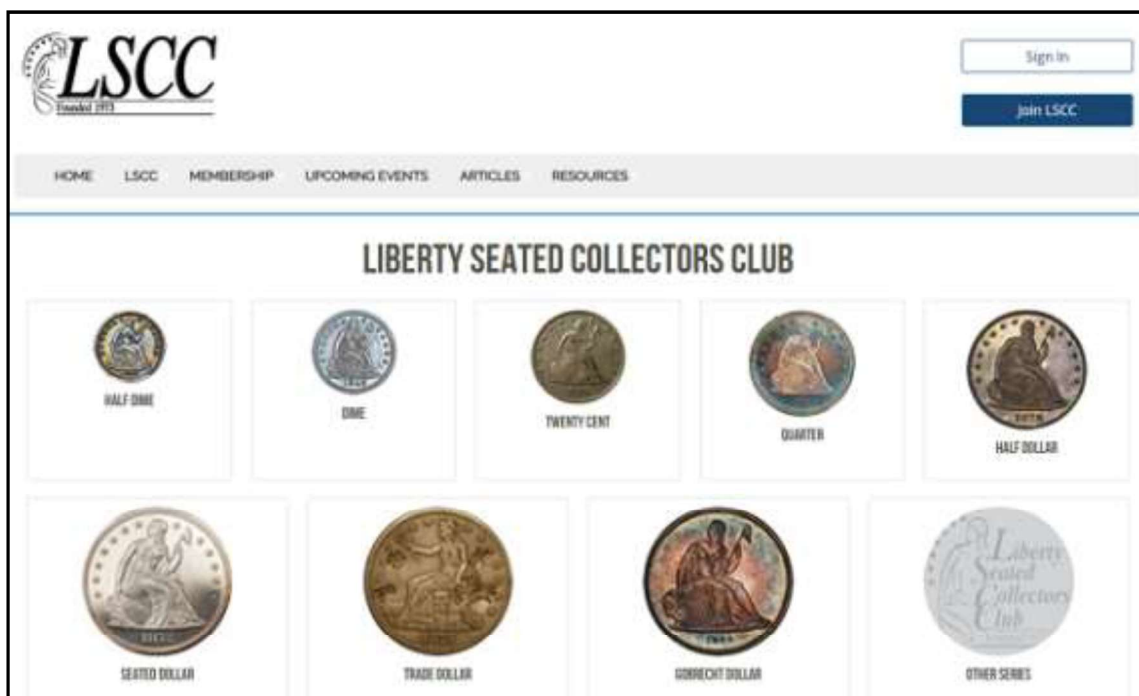 LSCC
Founded 1973
Sign In
Join LSCC
HOME LSCC MEMBERSHIP UPCOMING EVENTS ARTICLES RESOURCES
LIBERTY SEATED COLLECTORS CLUB
HALF DIME
DIME
TWENTY CENT
QUARTER
HALF DOLLAR
SEATED DOLLAR
TRADE DOLLAR
GOBRECHT DOLLAR
Liberty
Seated
Collectors
Club
OTHER SERIES